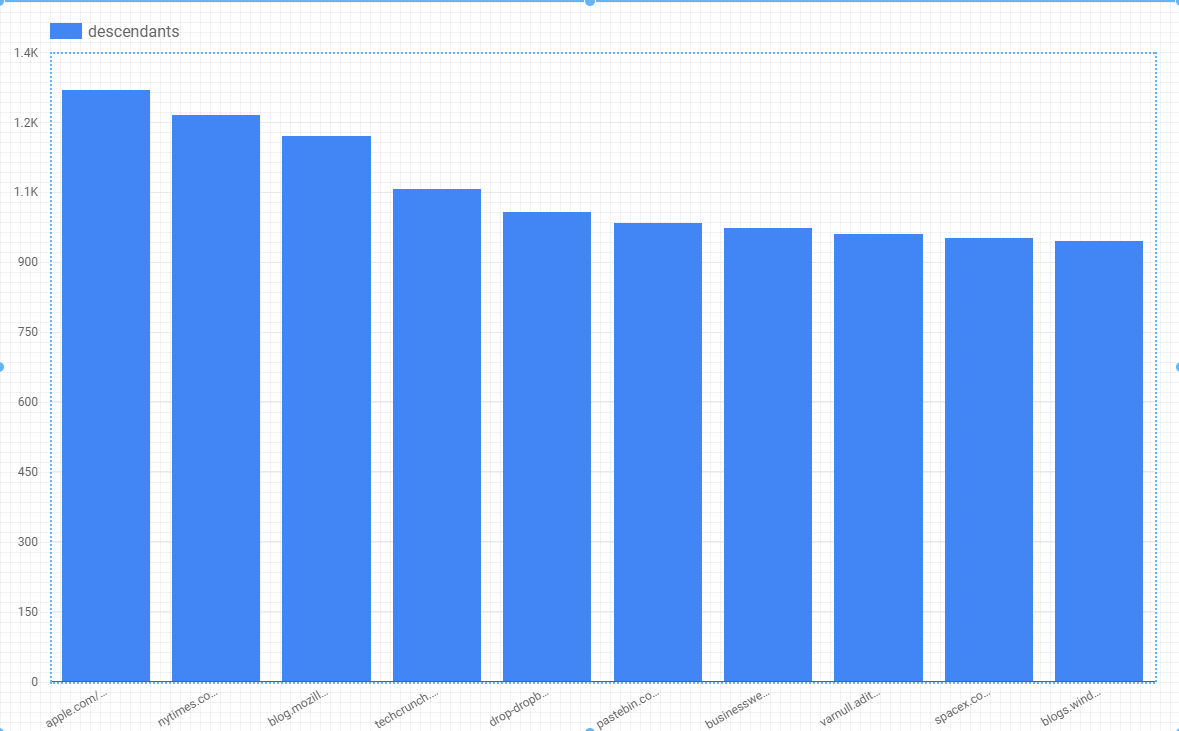 descendants
1.4K
1.2K
1.1K
900
750
600
450
300
150
0
apple.com/...
nytimes.co...
blog.mozill...
techcrunch....
drop-dropb...
pastebin.co...
businesswe...
varnull.adit...
spacex.co...
blogs.wind...